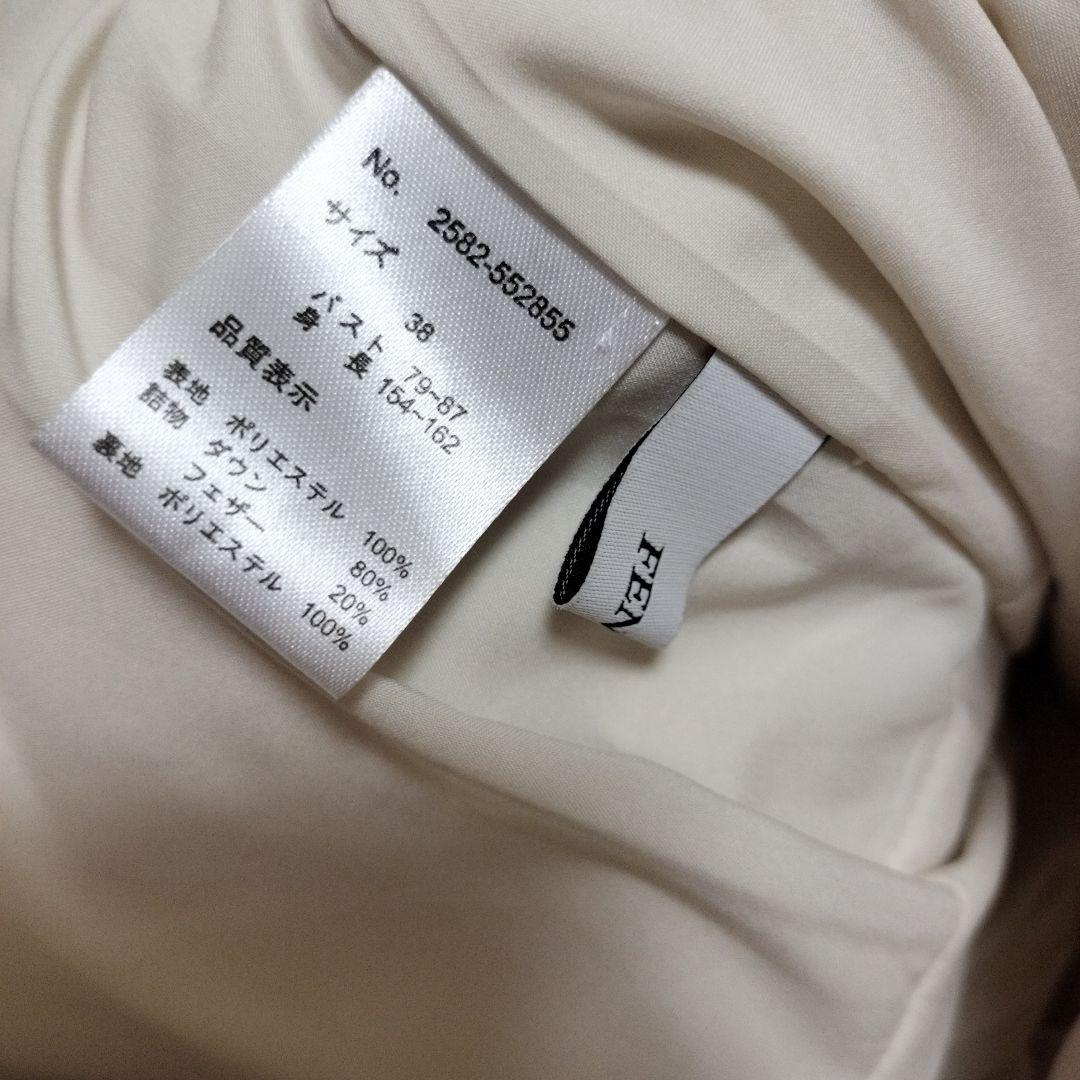 No. 2582-552855
サイズ 38
バスト 79~87
身長 154~162
品質表示
表地 ポリエステル 100%
詰物 ダウン 80%
フェザー 20%
裏地 ポリエステル 100%